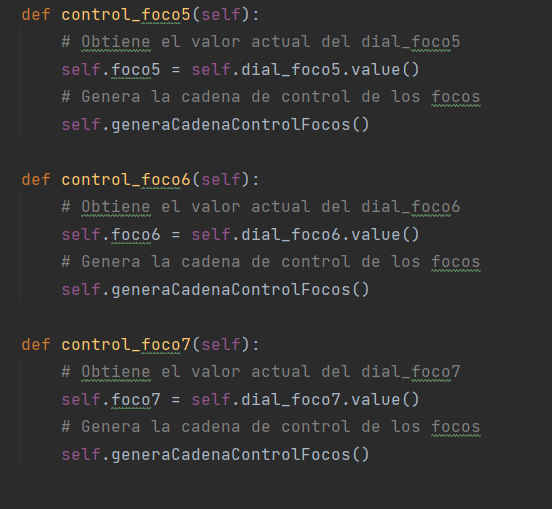 def control_foco5(self):
# Obtiene el valor actual del dial_foco5
self.foco5 = self.dial_foco5.value()
# Genera la cadena de control de los focos
self.generaCadenaControlFocos()
def control_foco6(self):
# Obtiene el valor actual del dial_foco6
self.foco6 = self.dial_foco6.value()
# Genera la cadena de control de los focos
self.generaCadenaControlFocos()
def control_foco7(self):
# Obtiene el valor actual del dial_foco7
self.foco7 = self.dial_foco7.value()
# Genera la cadena de control de los focos
self.generaCadenaControlFocos()